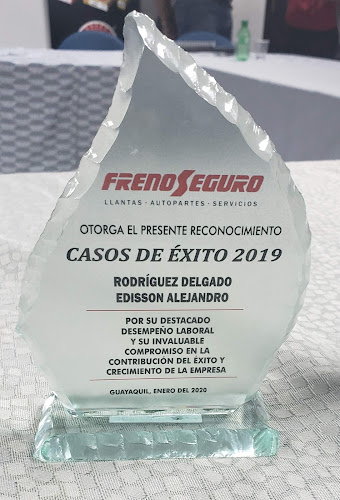 FRENOSEGURO
LLANTAS · AUTOPARTES · SERVICIOS
OTORGA EL PRESENTE RECONOCIMIENTO
CASOS DE ÉXITO 2019
RODRÍGUEZ DELGADO
EDISSON ALEJANDRO
POR SU DESTACADO
DESEMPEÑO LABORAL
Y SU INVALUABLE
COMPROMISO EN LA
CONTRIBUCIÓN DEL ÉXITO Y
CRECIMIENTO DE LA EMPRESA
GUAYAQUIL, ENERO DEL 2020